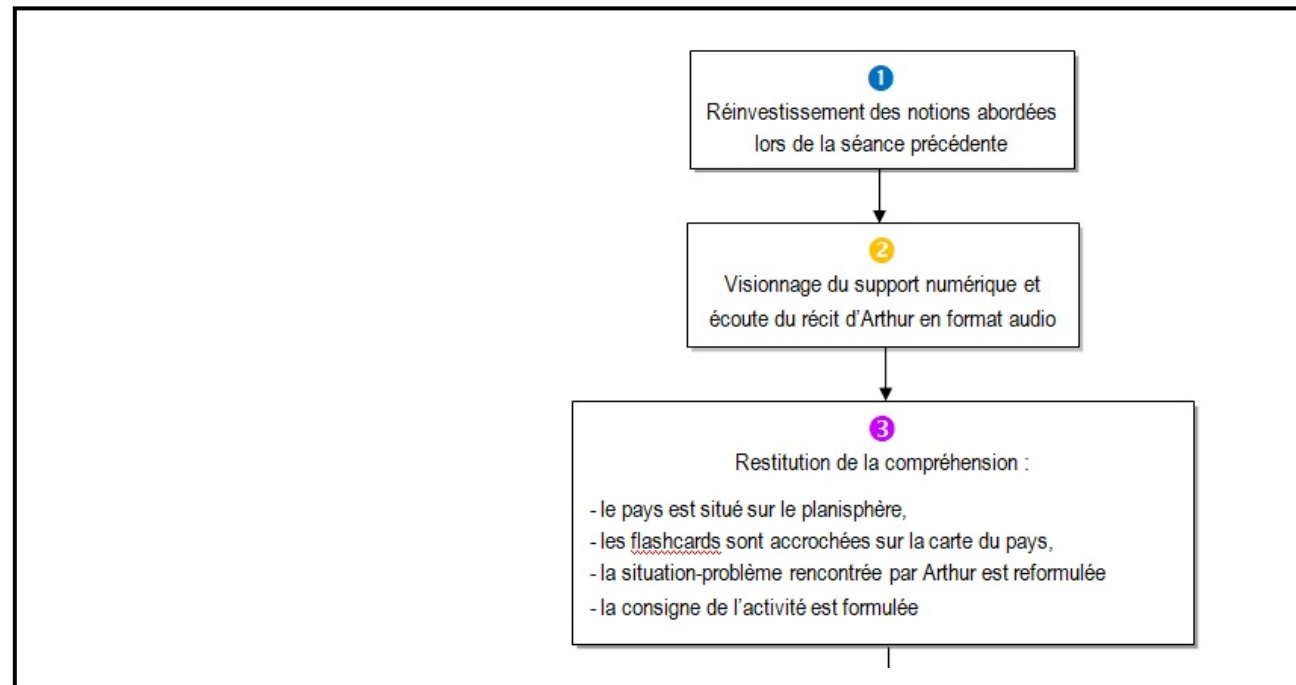 1
Réinvestissement des notions abordées
lors de la séance précédente
2
Visionnage du support numérique et
écoute du récit d'Arthur en format audio
3
Restitution de la compréhension :
- le pays est situé sur le planisphère,
- les flashcards sont accrochées sur la carte du pays,
- la situation-problème rencontrée par Arthur est reformulée
- la consigne de l'activité est formulée